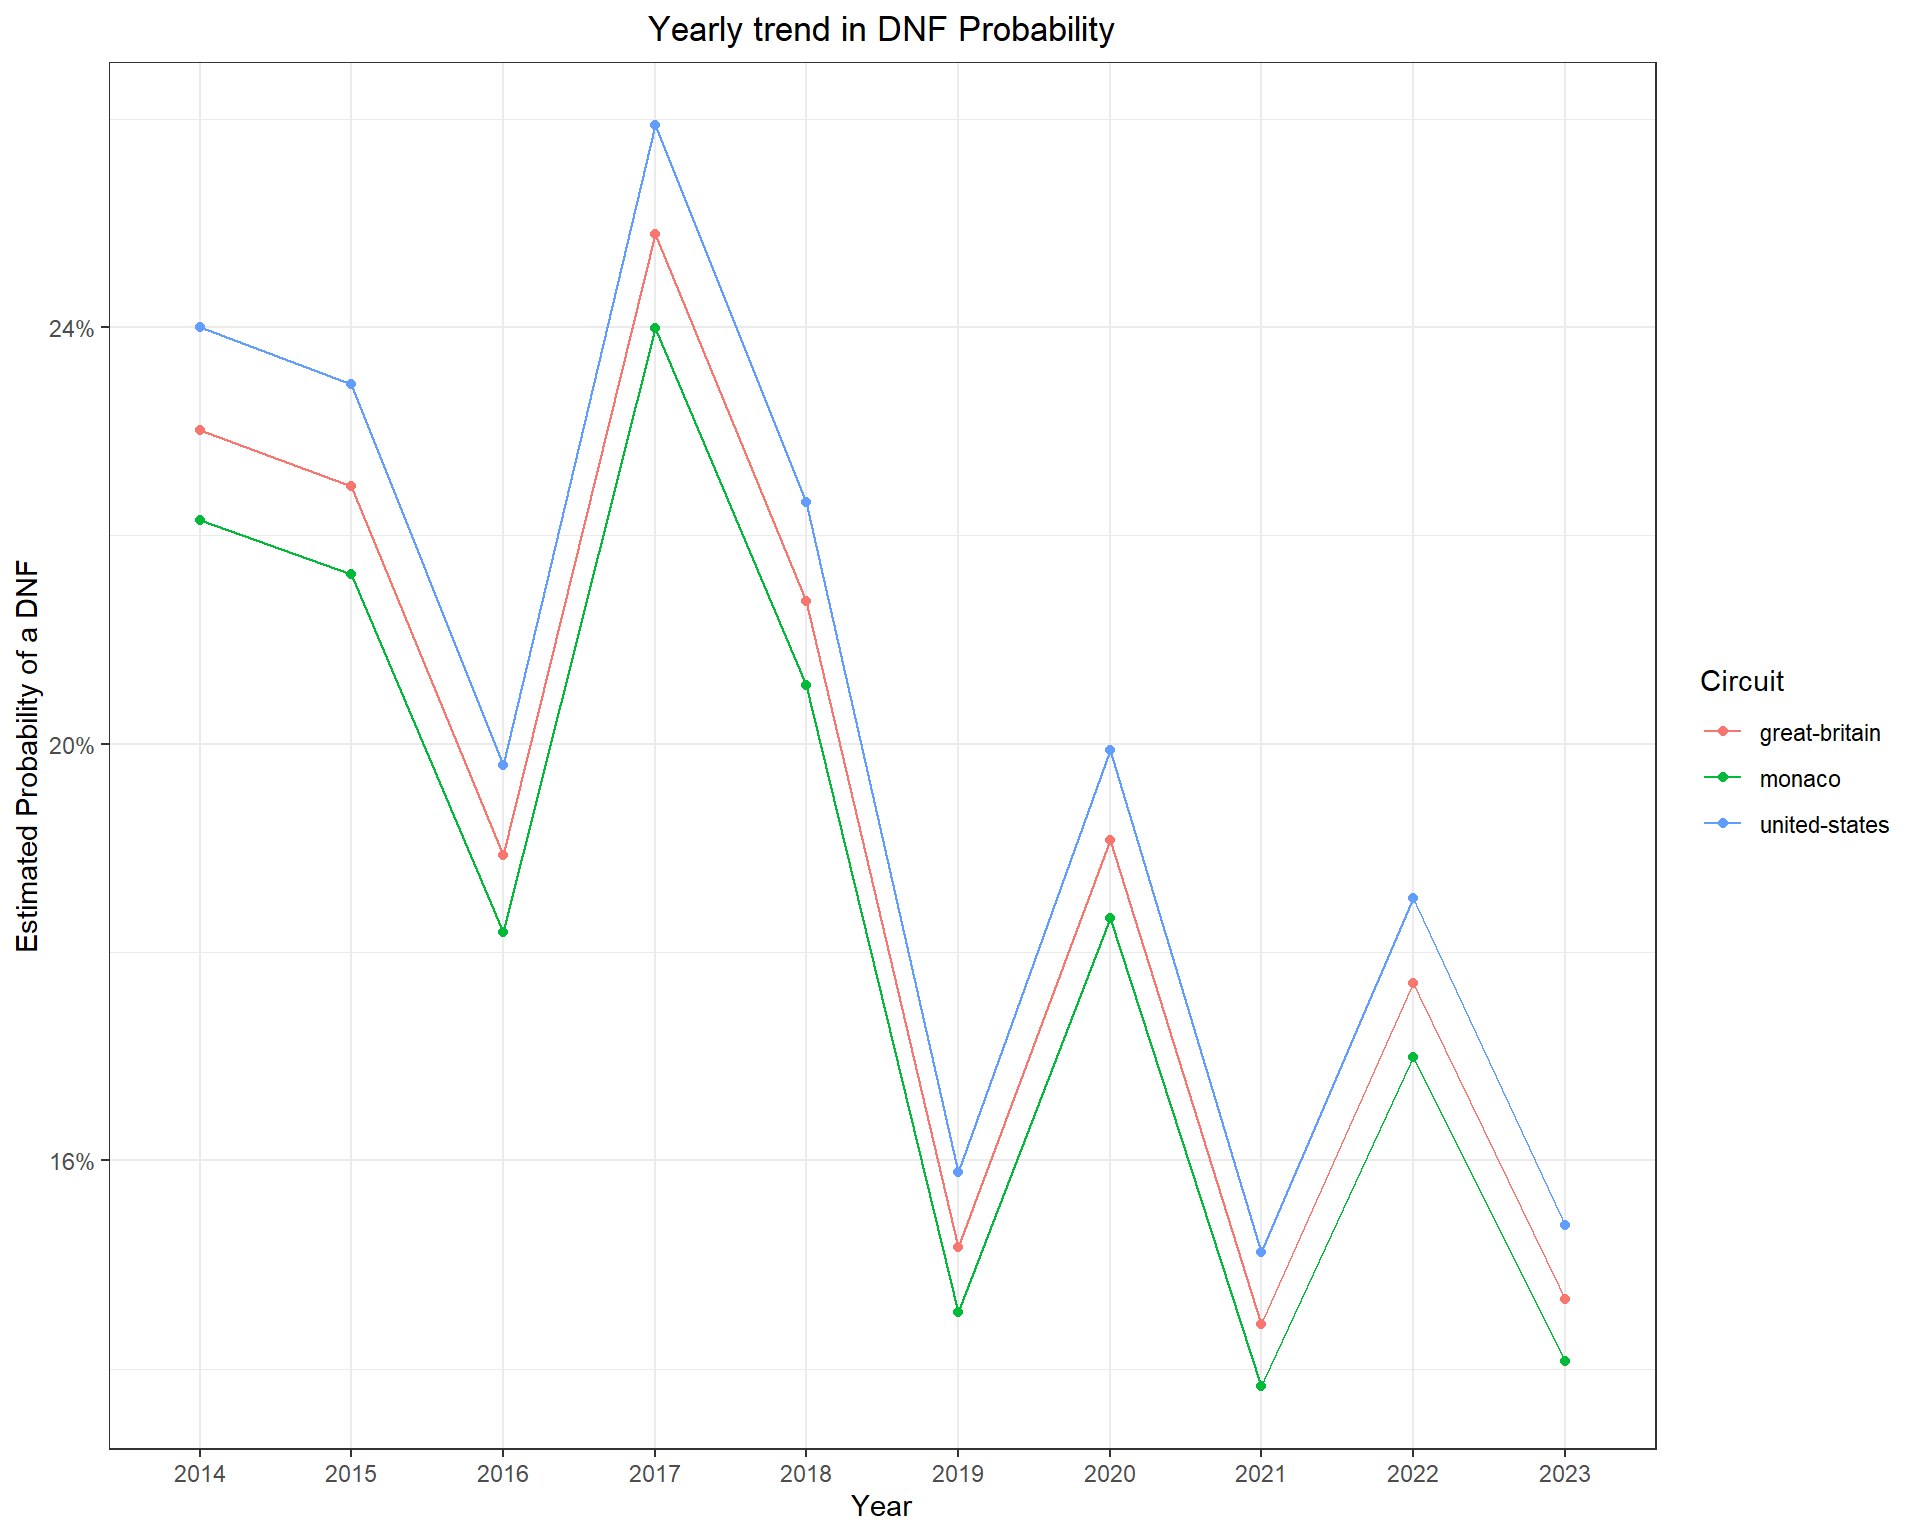 Yearly trend in DNF Probability
Estimated Probability of a DNF
24%
20%
16%
2014 2015 2016 2017 2018 2019 2020 2021 2022 2023
Year
Circuit
great-britain
monaco
united-states